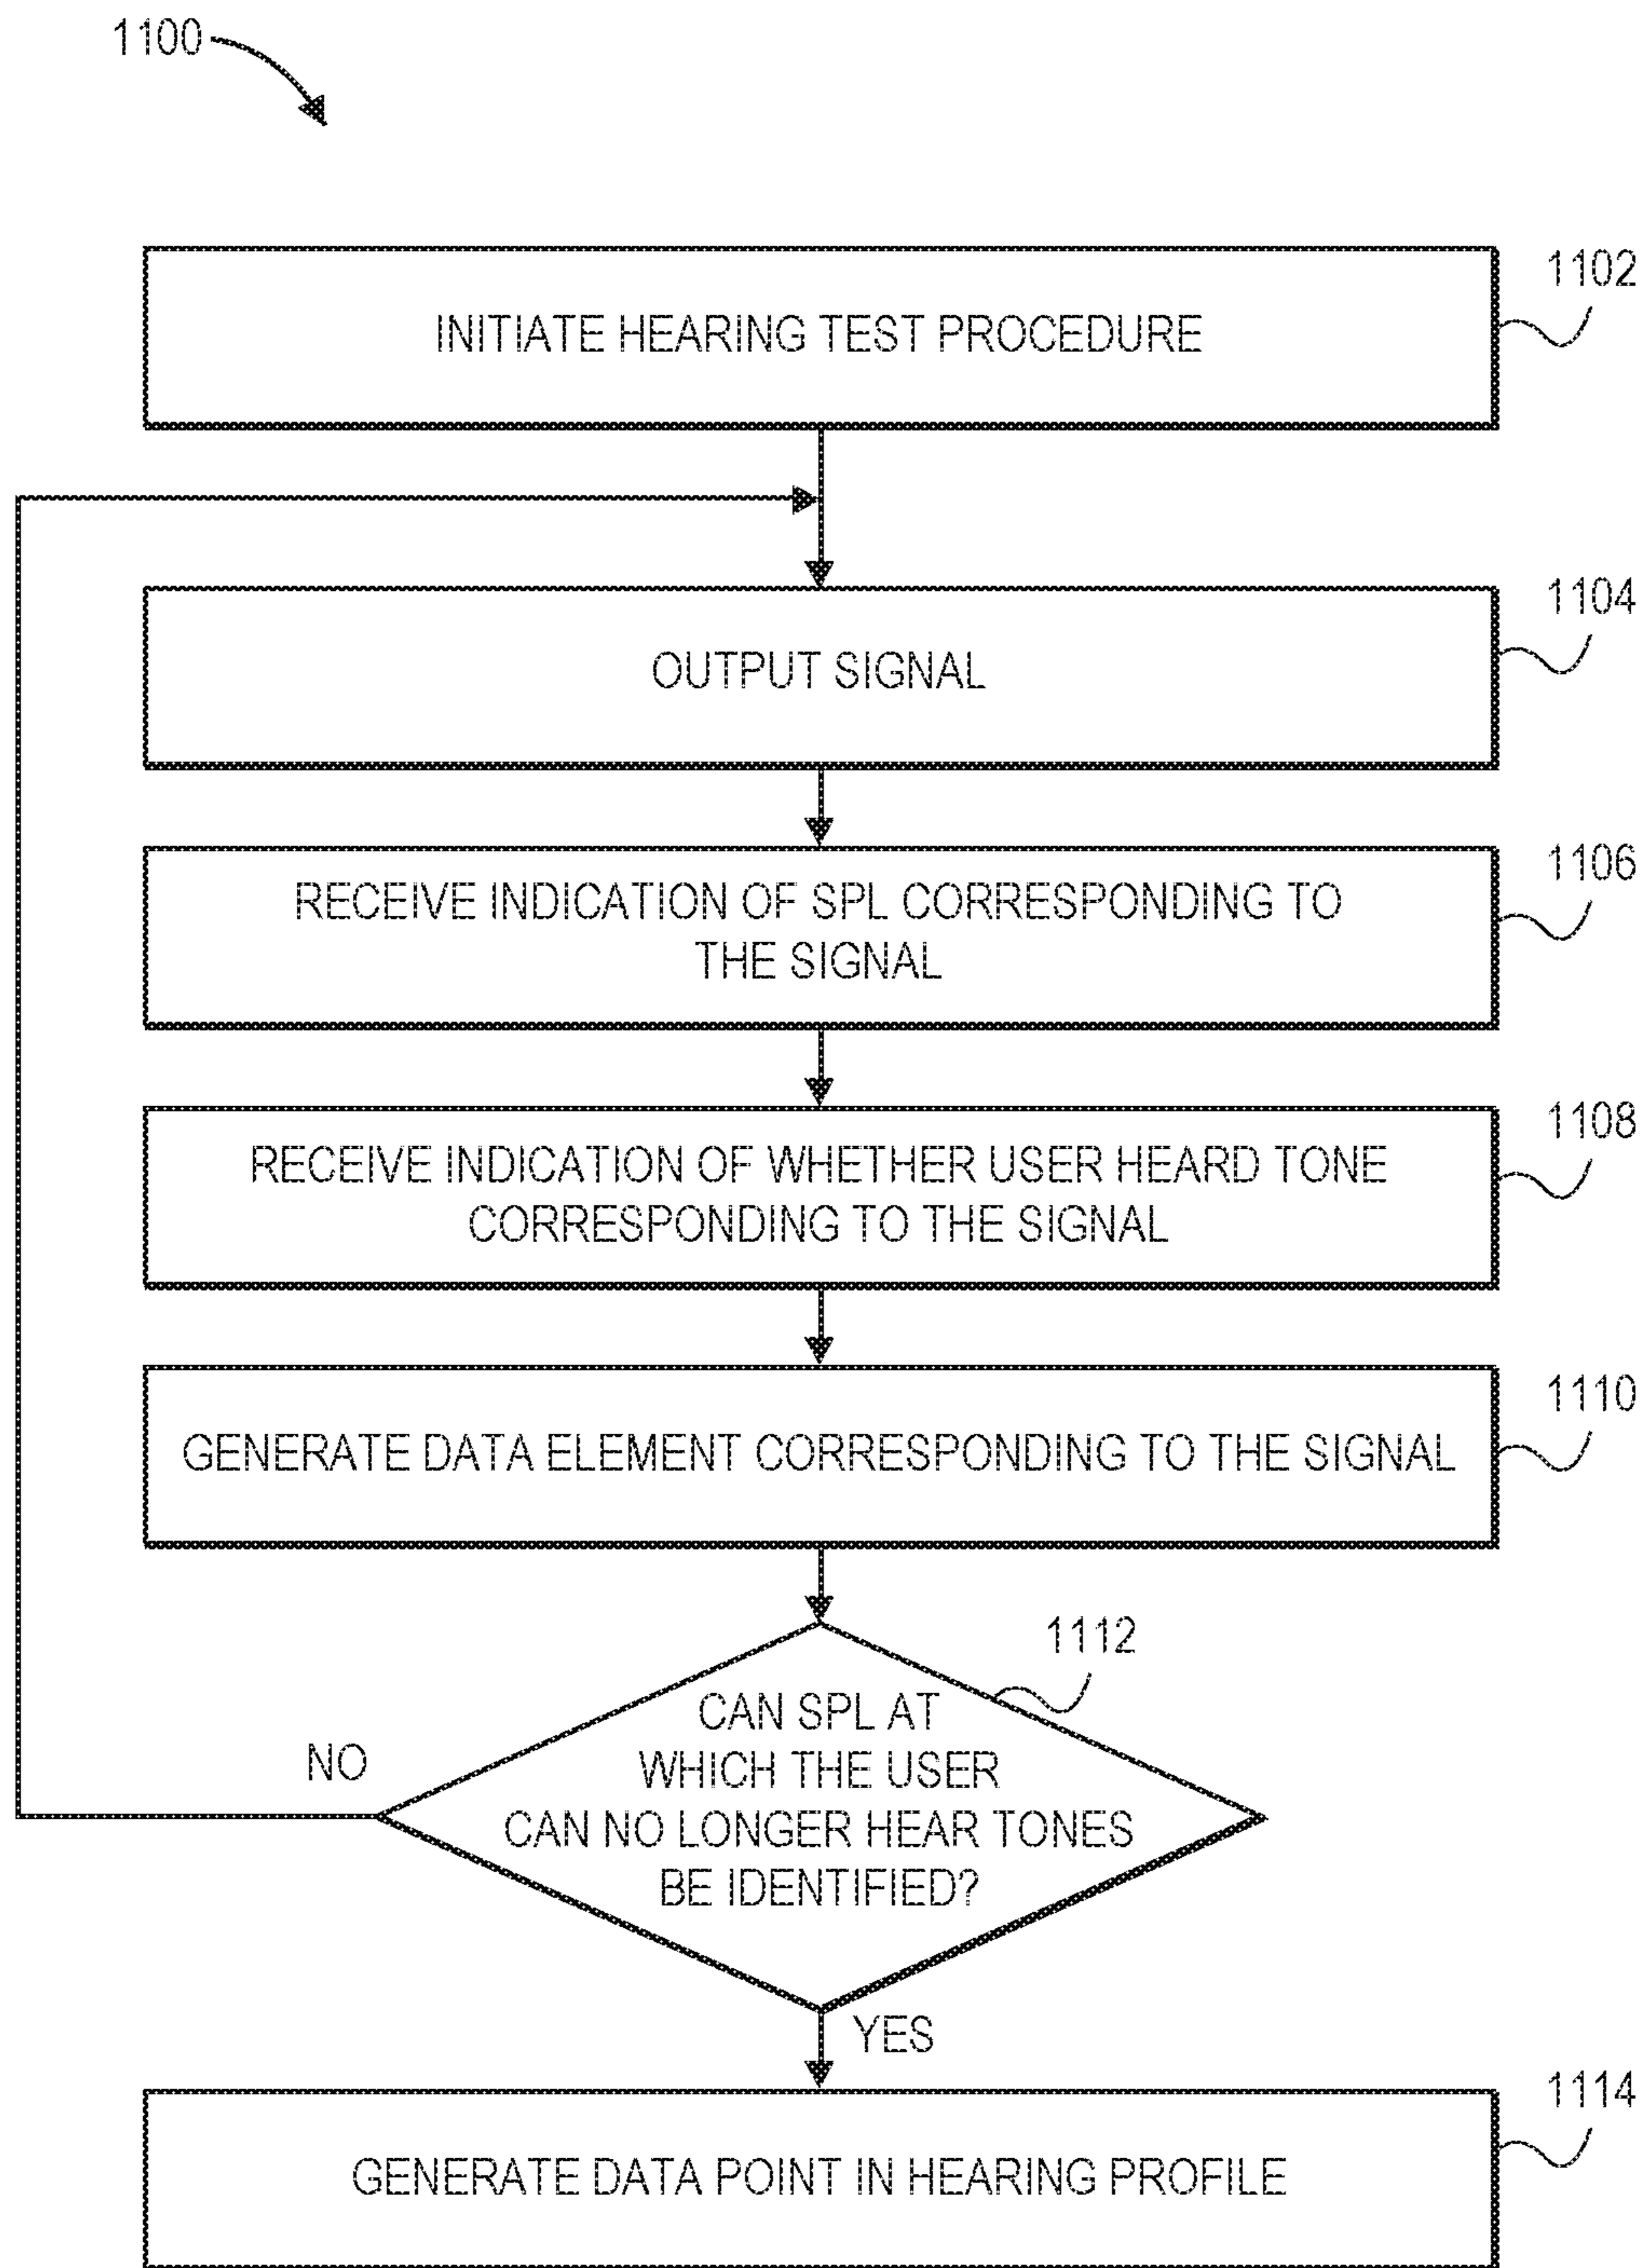 1100
1102
INITIATE HEARING TEST PROCEDURE
1104
OUTPUT SIGNAL
1106
RECEIVE INDICATION OF SPL CORRESPONDING TO
THE SIGNAL
1108
RECEIVE INDICATION OF WHETHER USER HEARD TONE
CORRESPONDING TO THE SIGNAL
1110
GENERATE DATA ELEMENT CORRESPONDING TO THE SIGNAL
1112
CAN SPL AT
WHICH THE USER
CAN NO LONGER HEAR TONES
BE IDENTIFIED?
NO
YES
1114
GENERATE DATA POINT IN HEARING PROFILE